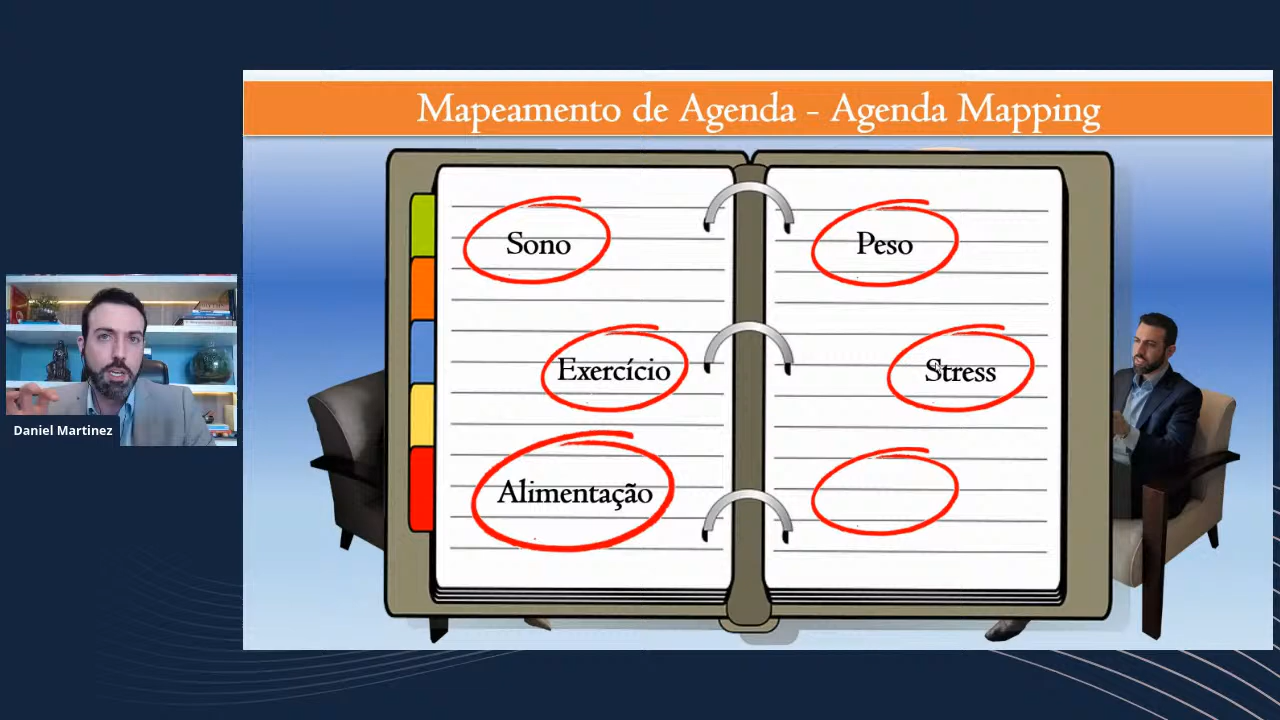 Mapeamento de Agenda - Agenda Mapping
Sono
Peso
Exercício
Stress
Alimentação
Daniel Martinez